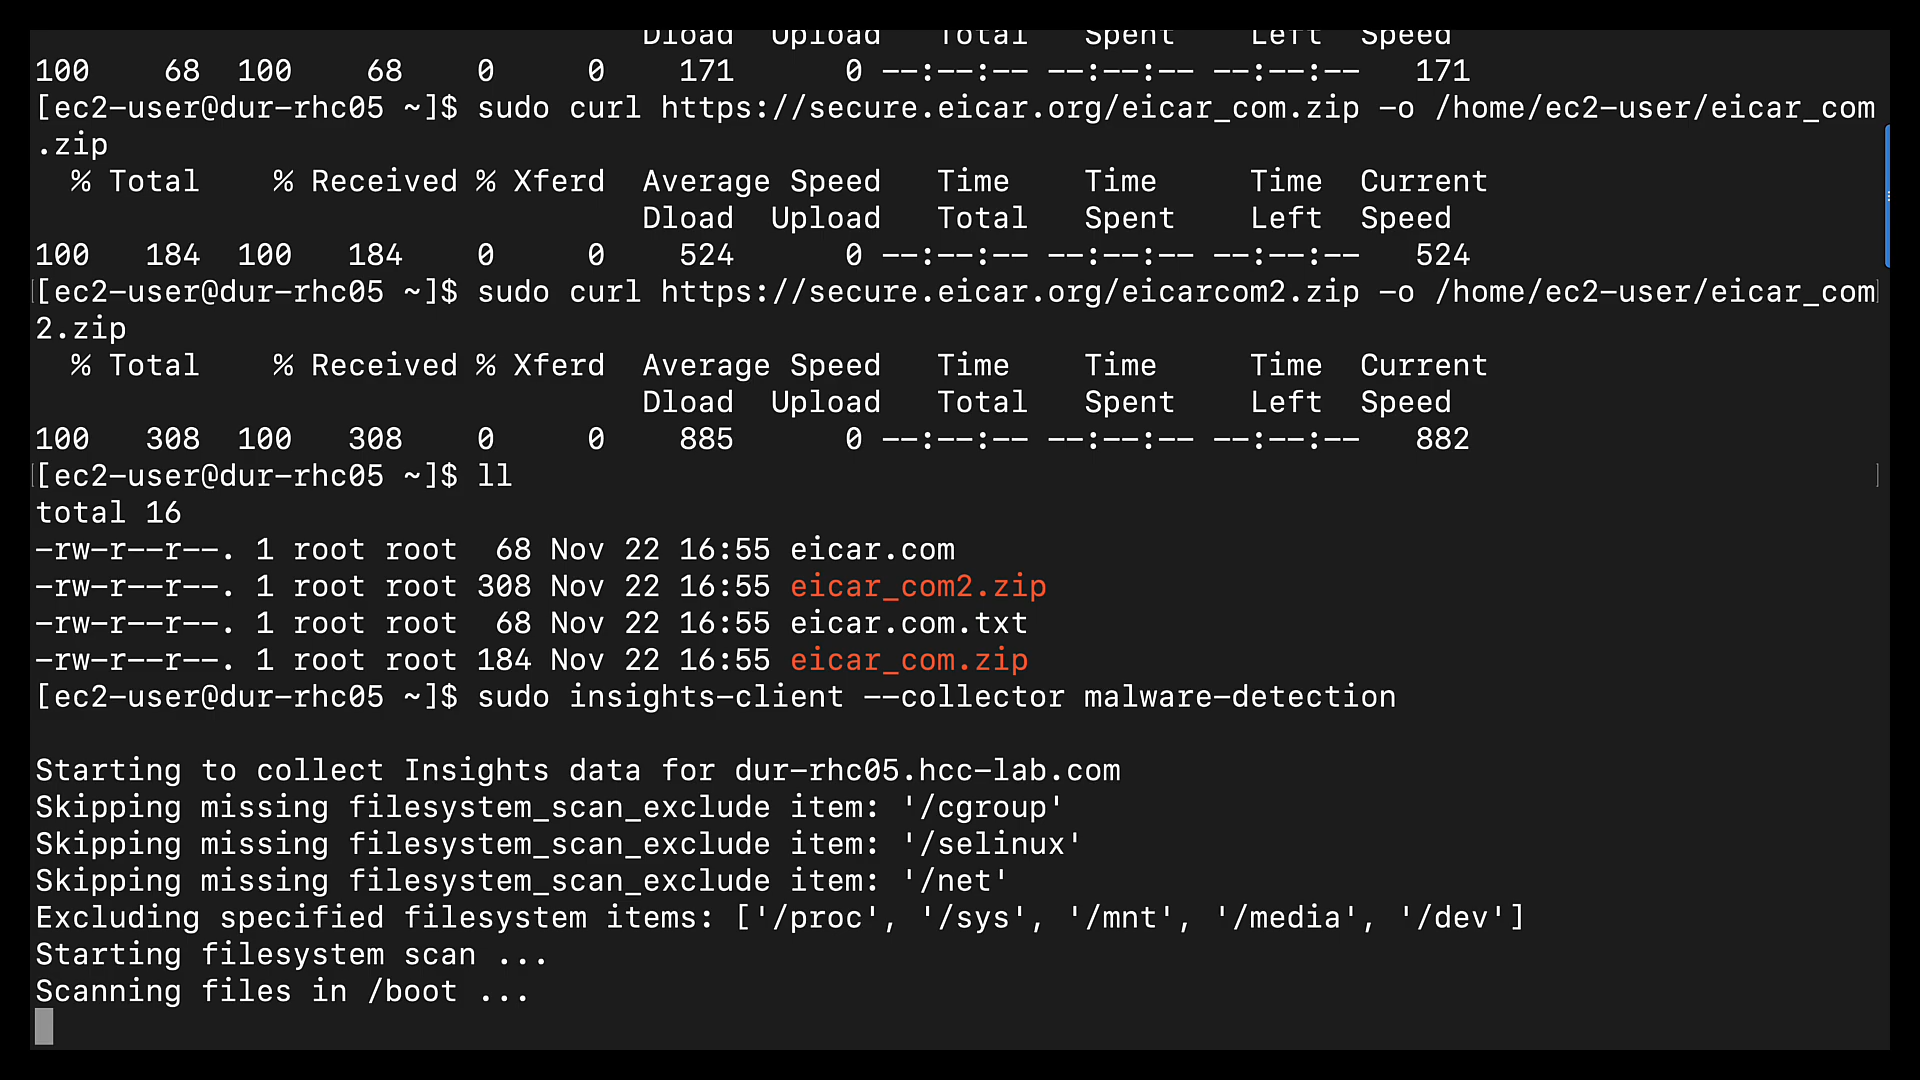 Dload  Upload   Total   Spent    Left  Speed
100    68  100    68    0     0    171      0 --:--:-- --:--:-- --:--:--   171
[ec2-user@dur-rhc05 ~]$ sudo curl https://secure.eicar.org/eicar_com.zip -o /home/ec2-user/eicar_com
.zip
  % Total    % Received % Xferd  Average Speed   Time    Time     Time  Current
                                 Dload  Upload   Total   Spent    Left  Speed
100   184  100   184    0     0    524      0 --:--:-- --:--:-- --:--:--   524
[ec2-user@dur-rhc05 ~]$ sudo curl https://secure.eicar.org/eicarcom2.zip -o /home/ec2-user/eicar_com
2.zip
  % Total    % Received % Xferd  Average Speed   Time    Time     Time  Current
                                 Dload  Upload   Total   Spent    Left  Speed
100   308  100   308    0     0    885      0 --:--:-- --:--:-- --:--:--   882
[ec2-user@dur-rhc05 ~]$ ll
total 16
-rw-r--r--. 1 root root  68 Nov 22 16:55 eicar.com
-rw-r--r--. 1 root root 308 Nov 22 16:55 eicar_com2.zip
-rw-r--r--. 1 root root  68 Nov 22 16:55 eicar.com.txt
-rw-r--r--. 1 root root 184 Nov 22 16:55 eicar_com.zip
[ec2-user@dur-rhc05 ~]$ sudo insights-client --collector malware-detection
Starting to collect Insights data for dur-rhc05.hcc-lab.com
Skipping missing filesystem_scan_exclude item: '/cgroup'
Skipping missing filesystem_scan_exclude item: '/selinux'
Skipping missing filesystem_scan_exclude item: '/net'
Excluding specified filesystem items: ['/proc', '/sys', '/mnt', '/media', '/dev']
Starting filesystem scan ...
Scanning files in /boot ...